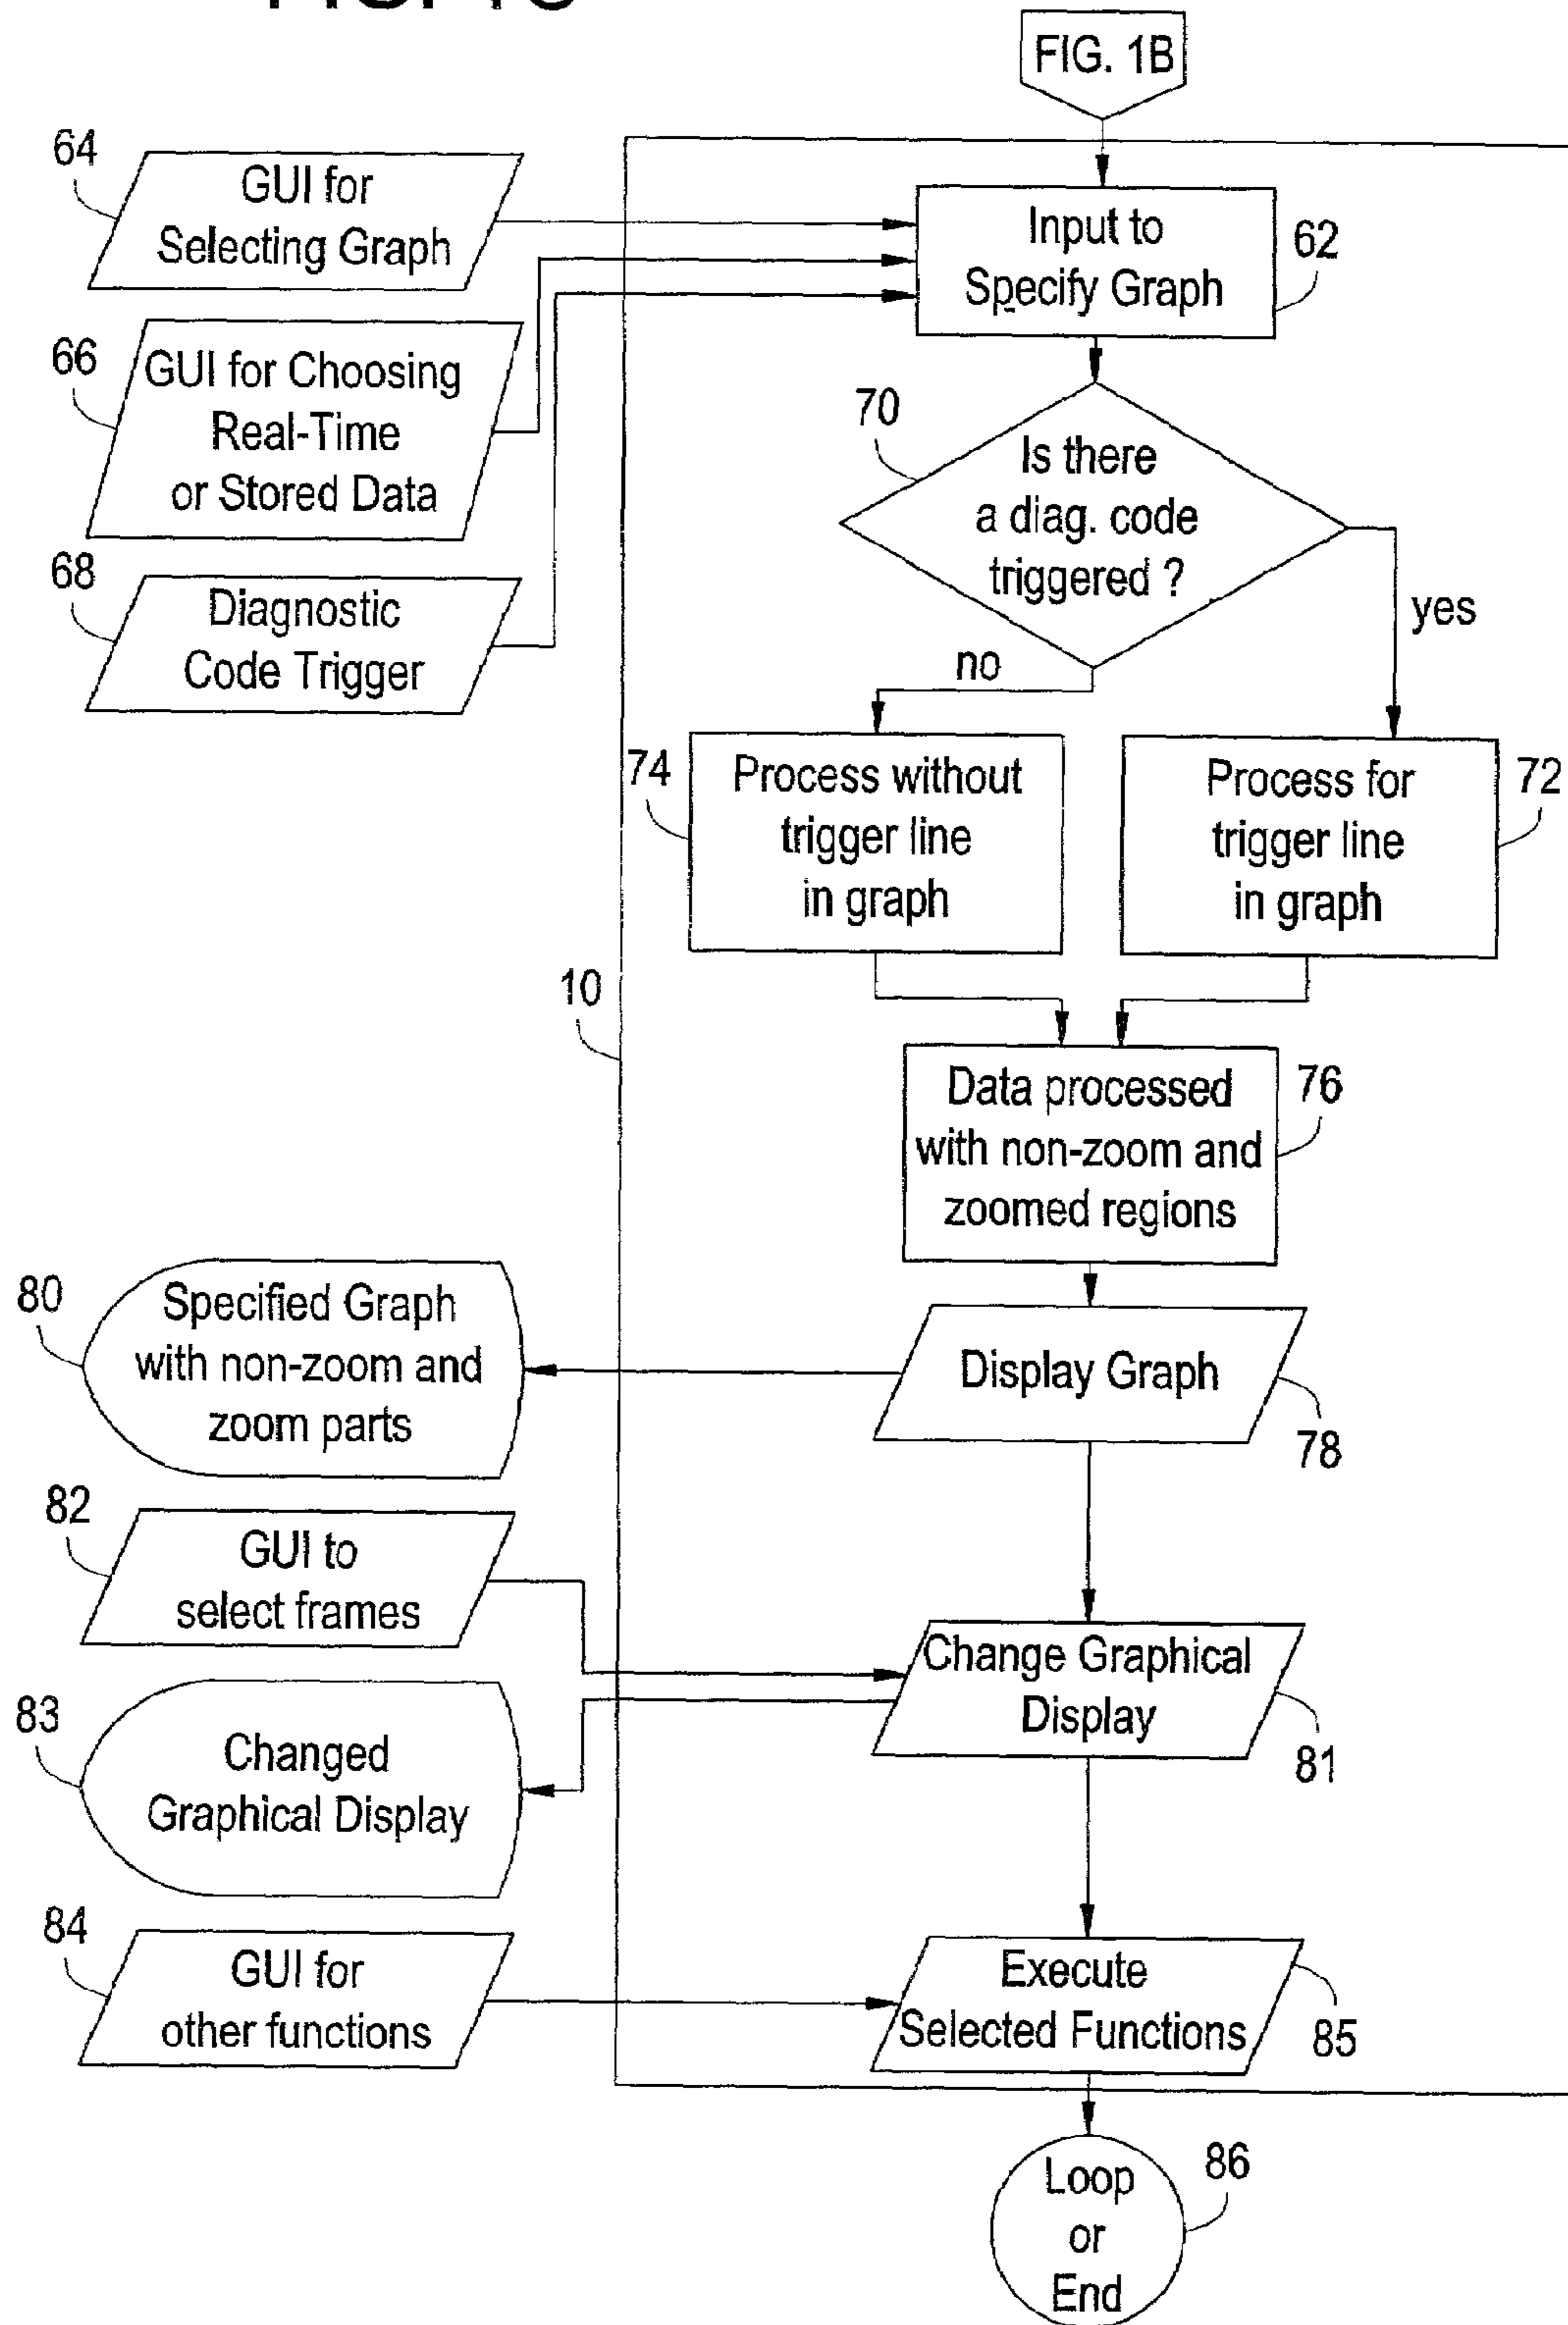 FIG. 1B
64
GUI for
Selecting Graph
Input to
Specify Graph
62
66
GUI for Choosing
Real-Time
or Stored Data
70
Is there
a diag. code
triggered ?
68
Diagnostic
Code Trigger
yes
no
74
Process without
trigger line
in graph
Process for
trigger line
in graph
72
10
Data processed
with non-zoom and
zoomed regions
76
80
Specified Graph
with non-zoom and
zoom parts
Display Graph
78
82
GUI to
select frames
Change Graphical
Display
81
83
Changed
Graphical Display
84
GUI for
other functions
Execute
Selected Functions
85
Loop
or
End
86